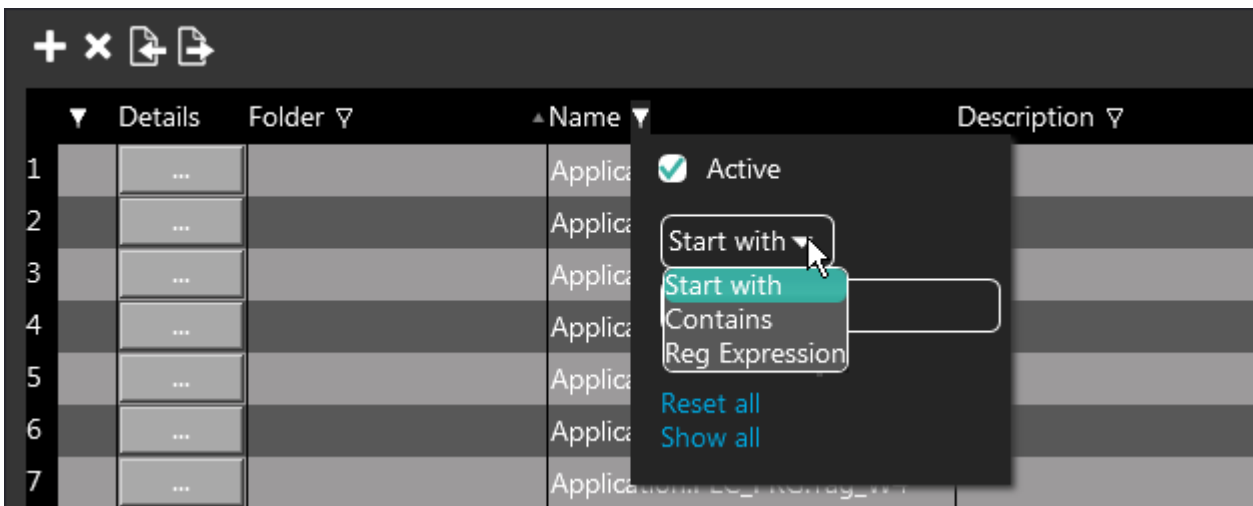 Details Folder Name Description
1 ... Applica Active
2 ... Applica Start with
3 ... Applica Start with
4 ... Applica Contains
Reg Expression
5 ... Applica
Reset all
6 ... Applica Show all
7 ...